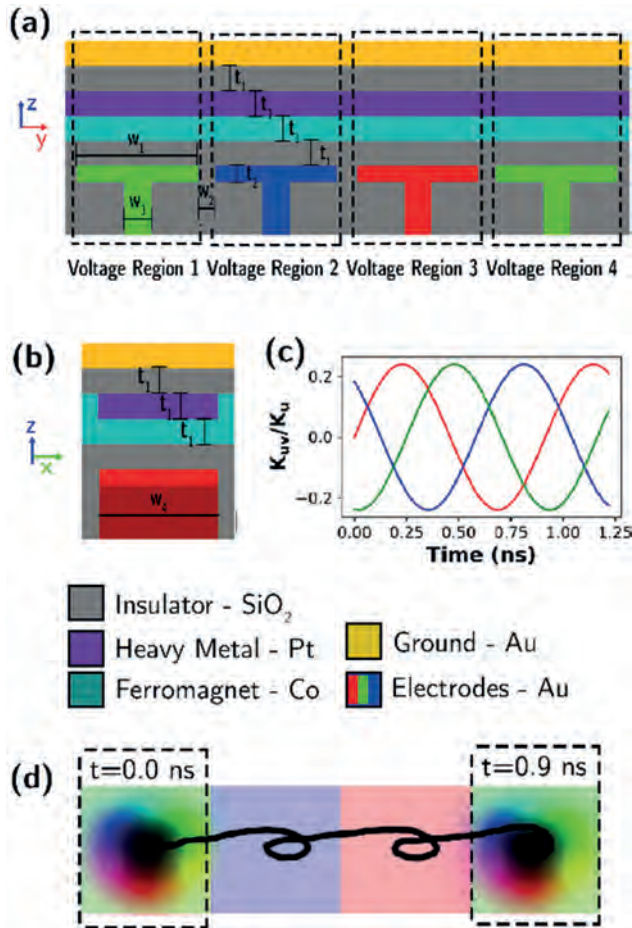 (a)
z
y
t₁
t₁
t₁
t₁
w₁
t₂
w₂
w₃
Voltage Region 1 Voltage Region 2 Voltage Region 3 Voltage Region 4
(b)
t₁
t₁
t₁
z
x
w₄
(c)
K_uv/K_u
0.2
0.0
−0.2
0.00 0.25 0.50 0.75 1.00 1.25
Time (ns)
Insulator - SiO₂
Heavy Metal - Pt
Ground - Au
Ferromagnet - Co
Electrodes - Au
(d)
t=0.0 ns
t=0.9 ns